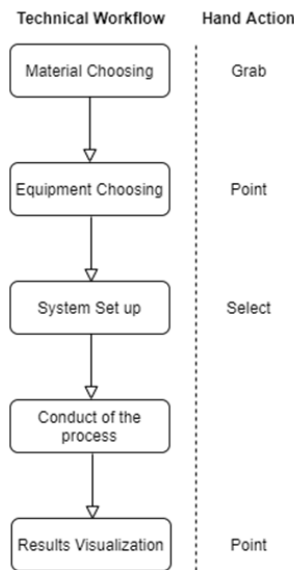 Technical Workflow Hand Action
Material Choosing Grab
Equipment Choosing Point
System Set up Select
Conduct of the
process
Results Visualization Point